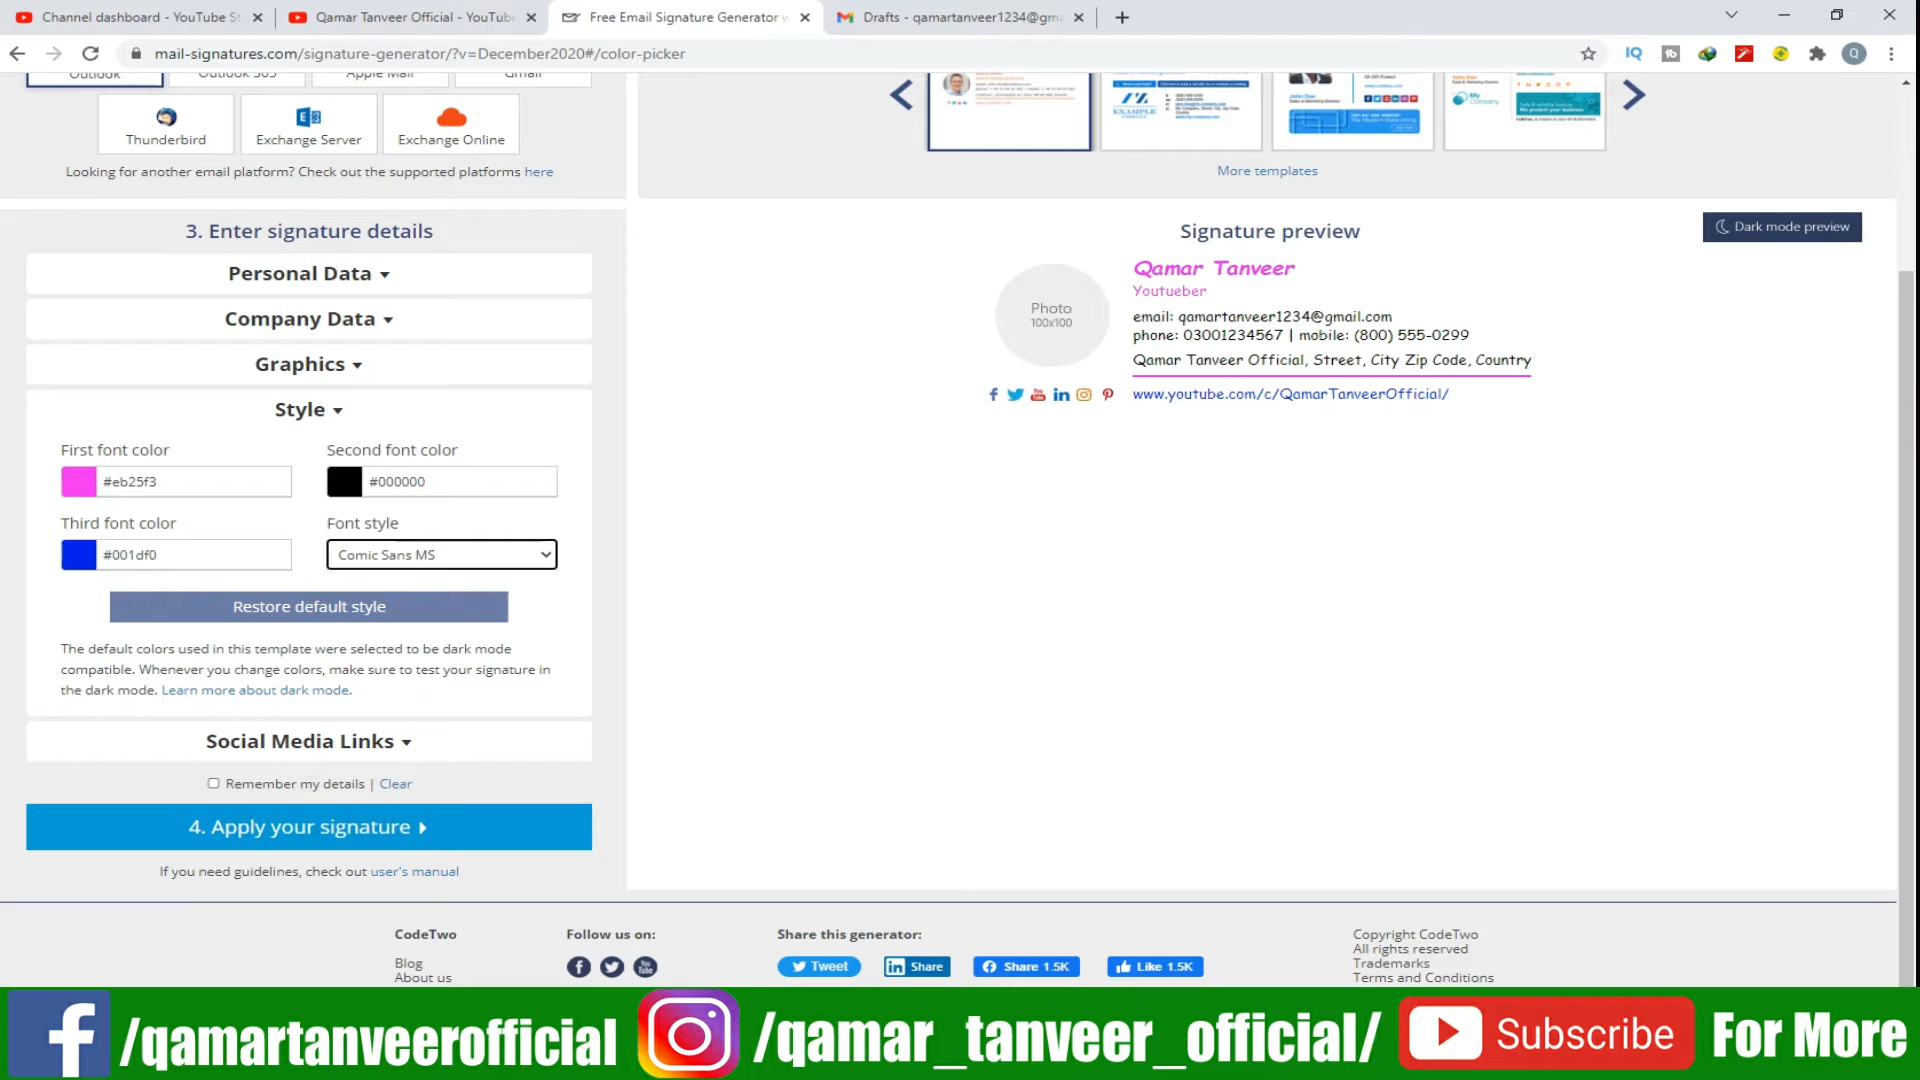 Channel dashboard - YouTube St
Qamar Tanveer Official - YouTube
Free Email Signature Generator w
Drafts - qamartanveer1234@gma
mail-signatures.com/signature-generator/?v=December2020#/color-picker
Q
Outlook
Outlook 365
Apple Mail
Gmail
Thunderbird
Exchange Server
Exchange Online
Looking for another email platform? Check out the supported platforms here
More templates
3. Enter signature details
Personal Data
Company Data
Graphics
Style
First font color
Second font color
#eb25f3
#000000
Third font color
Font style
#001df0
Comic Sans MS
Restore default style
The default colors used in this template were selected to be dark mode
compatible. Whenever you change colors, make sure to test your signature in
the dark mode. Learn more about dark mode.
Social Media Links
Remember my details | Clear
4. Apply your signature
If you need guidelines, check out user's manual
Signature preview
Dark mode preview
Photo
100x100
Qamar Tanveer
Youtueber
email: qamartanveer1234@gmail.com
phone: 03001234567 | mobile: (800) 555-0299
Qamar Tanveer Official, Street, City Zip Code, Country
www.youtube.com/c/QamarTanveerOfficial/
CodeTwo
Blog
About us
Follow us on:
Share this generator:
Tweet
Share
Share 1.5K
Like 1.5K
Copyright CodeTwo
All rights reserved
Trademarks
Terms and Conditions
/qamartanveerofficial
/qamar_tanveer_official/
Subscribe
For More